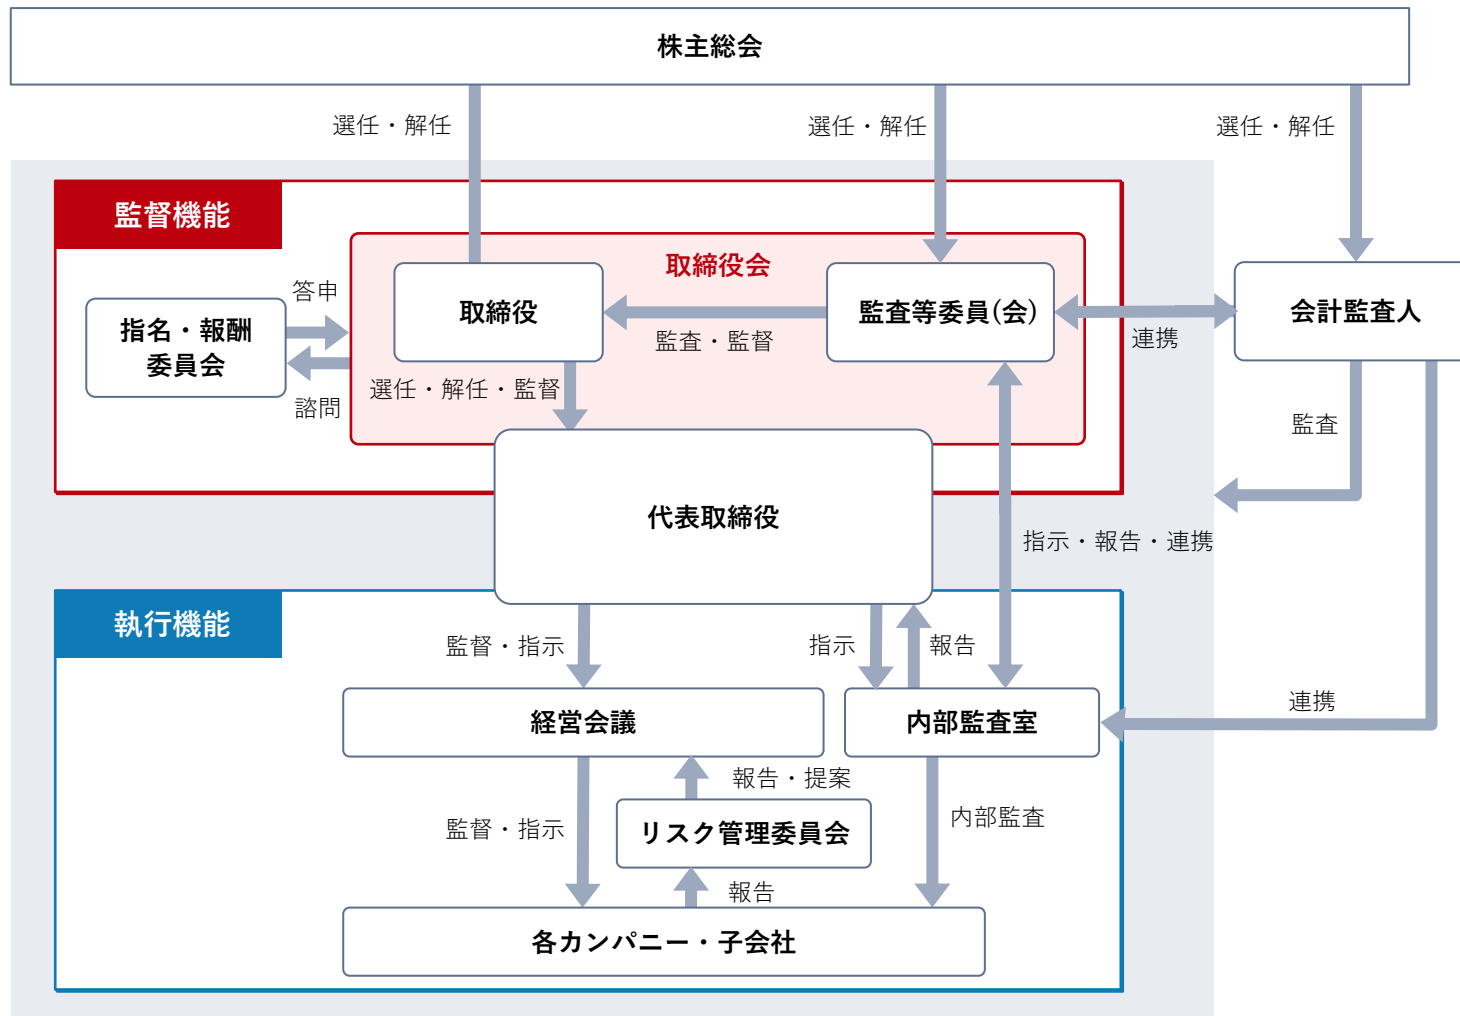 株主総会
選任・解任
選任・解任
選任・解任
監督機能
取締役会
答申
指名・報酬
委員会
諮問
取締役
監査・監督
監査等委員(会)
連携
会計監査人
選任・解任・監督
監査
代表取締役
指示・報告・連携
執行機能
監督・指示
指示
報告
連携
経営会議
内部監査室
報告・提案
監督・指示
リスク管理委員会
内部監査
報告
各カンパニー・子会社